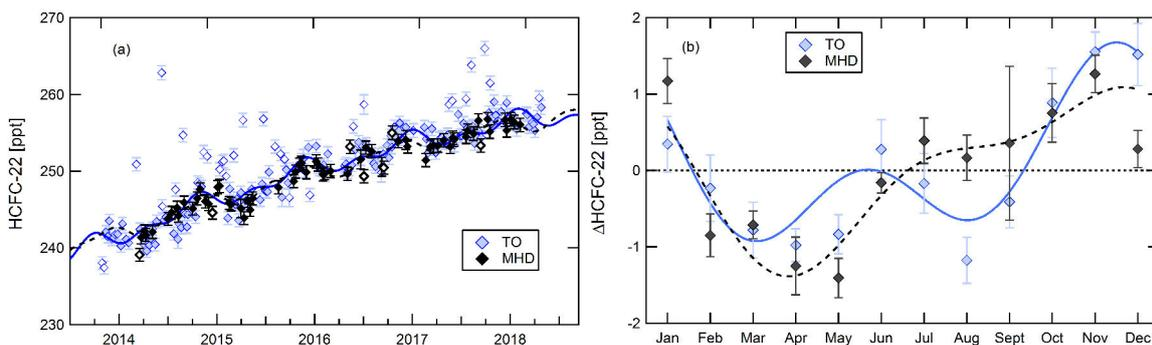 270
260
250
240
230
HCFC-22 [ppt]
(a)
TO
MHD
2014 2015 2016 2017 2018
2
1
0
-1
-2
ΔHCFC-22 [ppt]
(b)
TO
MHD
Jan Feb Mar Apr May Jun Jul Aug Sept Oct Nov Dec